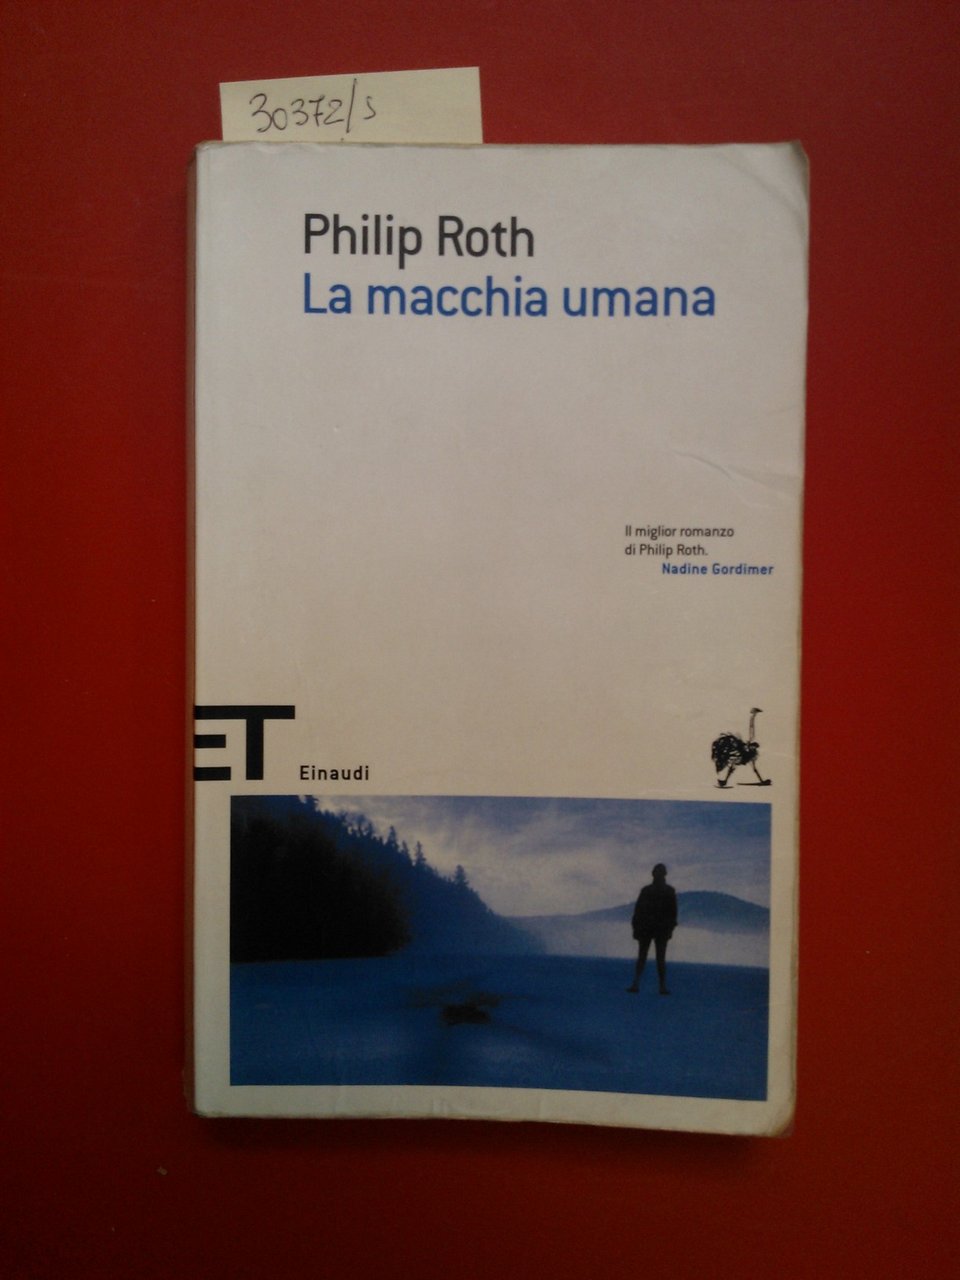 30372/s
Philip Roth
La macchia umana
Il miglior romanzo
di Philip Roth.
Nadine Gordimer
ET
Einaudi